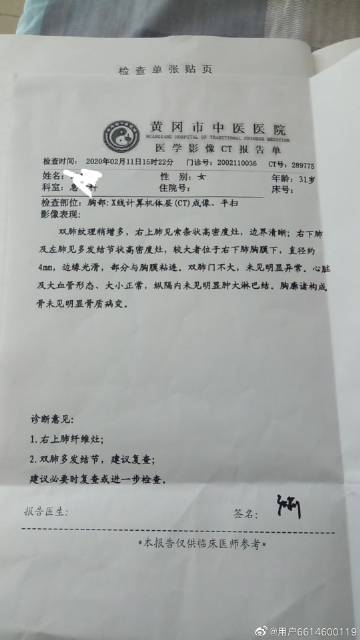 检查单张贴页
黄冈市中医医院
HUANGGANG HOSPITAL OF TRADITIONAL CHINESE MEDICINE
医学影像CT报告单
检查时间: 2020年02月11日15时22分 门诊号: 2002110036 CT号: 289775
姓名: 性 别: 女 年龄: 31岁
科室: 住院号: 床号:
检查部位: 胸部:X线计算机体层(CT)成像、平扫
影像表现:
双肺纹理稍增多, 右上肺见索条状高密度灶, 边界清晰; 右下肺
及左肺见多发结节状高密度灶, 较大者位于右下肺胸膜下, 直径约
4mm, 边缘光滑, 部分与胸膜粘连。双肺门不大, 未见明显异常。心脏
及大血管形态、大小正常, 纵隔内未见明显肿大淋巴结。胸廓诸构成
骨未见明显骨质病变。
诊断意见:
1.右上肺纤维灶;
2.双肺多发结节, 建议复查;
建议必要时复查或进一步检查。
报告医生: 签名:
*本报告仅供临床医师参考*
@用户6614600119